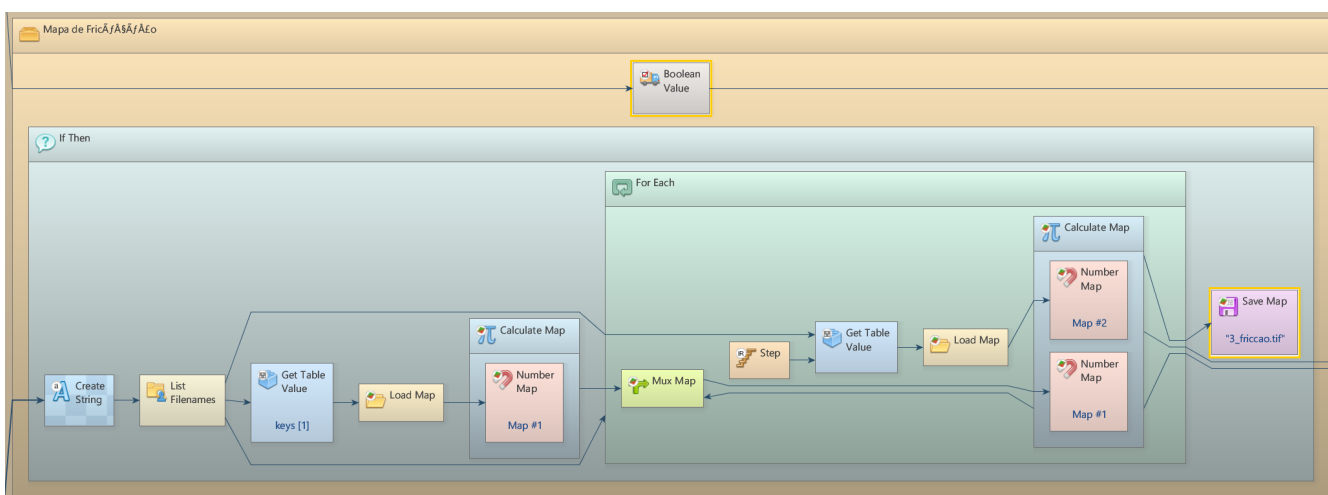 Mapa de FricÃƒÂ§ÃƒÂ£o
Boolean
Value
If Then
For Each
Calculate Map
Number
Map
Map #2
Save Map
"3_friccao.tif"
Calculate Map
Step
Get Table
Value
Load Map
Number
Map
Map #1
Create
String
List
Filenames
Get Table
Value
keys [1]
Load Map
Number
Map
Map #1
Mux Map